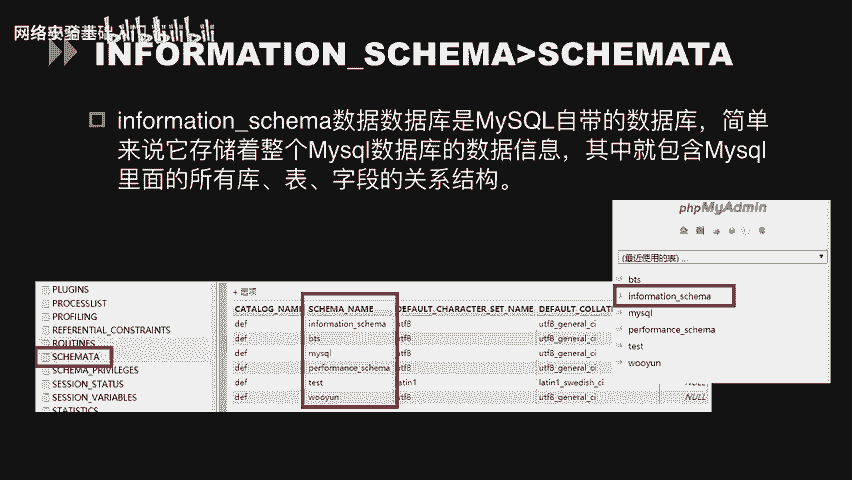 网络安全基础入门 bilibili
INFORMATION_SCHEMA>SCHEMATA
information_schema数据数据库是MySQL自带的数据库，简单
来说它存储着整个Mysql数据库的数据信息，其中就包含Mysql
里面的所有库、表、字段的关系结构。
phpMyAdmin
(最近使用的表) ...
bts
information_schema
mysql
performance_schema
test
wooyun
PLUGINS
PROCESSLIST
PROFILING
REFERENTIAL_CONSTRAINTS
ROUTINES
SCHEMATA
SCHEMA_PRIVILEGES
SESSION_STATUS
SESSION_VARIABLES
STATISTICS
+ 选项
CATALOG_NAME SCHEMA_NAME DEFAULT_CHARACTER_SET_NAME DEFAULT_COLLATI
def information_schema utf8 utf8_general_ci
def bts utf8 utf8_general_ci
def mysql utf8 utf8_general_ci
def performance_schema utf8 utf8_general_ci
def test latin1 latin1_swedish_ci
def wooyun utf8 utf8_general_ci NULL